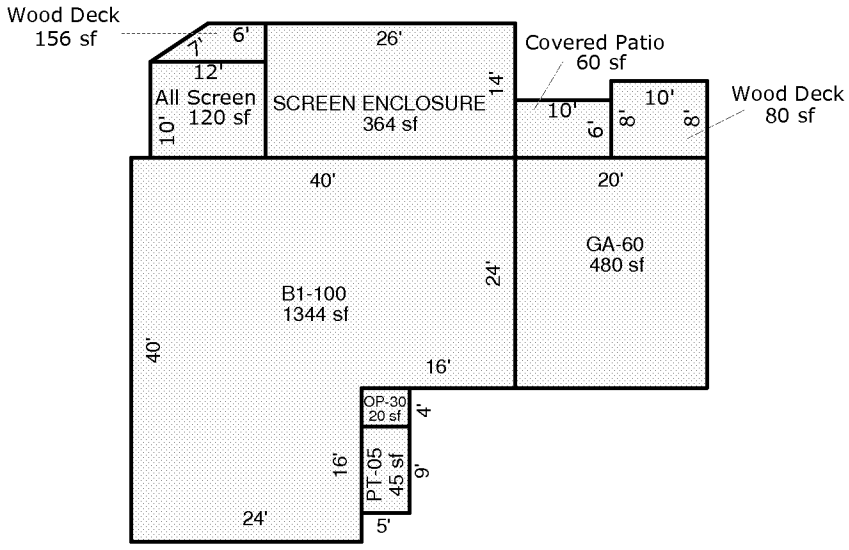 Wood Deck
156 sf
6'
7'
12'
26'
14'
Covered Patio
60 sf
10'
6'
8'
10'
8'
Wood Deck
80 sf
All Screen
120 sf
10'
SCREEN ENCLOSURE
364 sf
40'
20'
GA-60
480 sf
24'
B1-100
1344 sf
40'
16'
OP-30
20 sf
4'
16'
PT-05
45 sf
9'
24'
5'